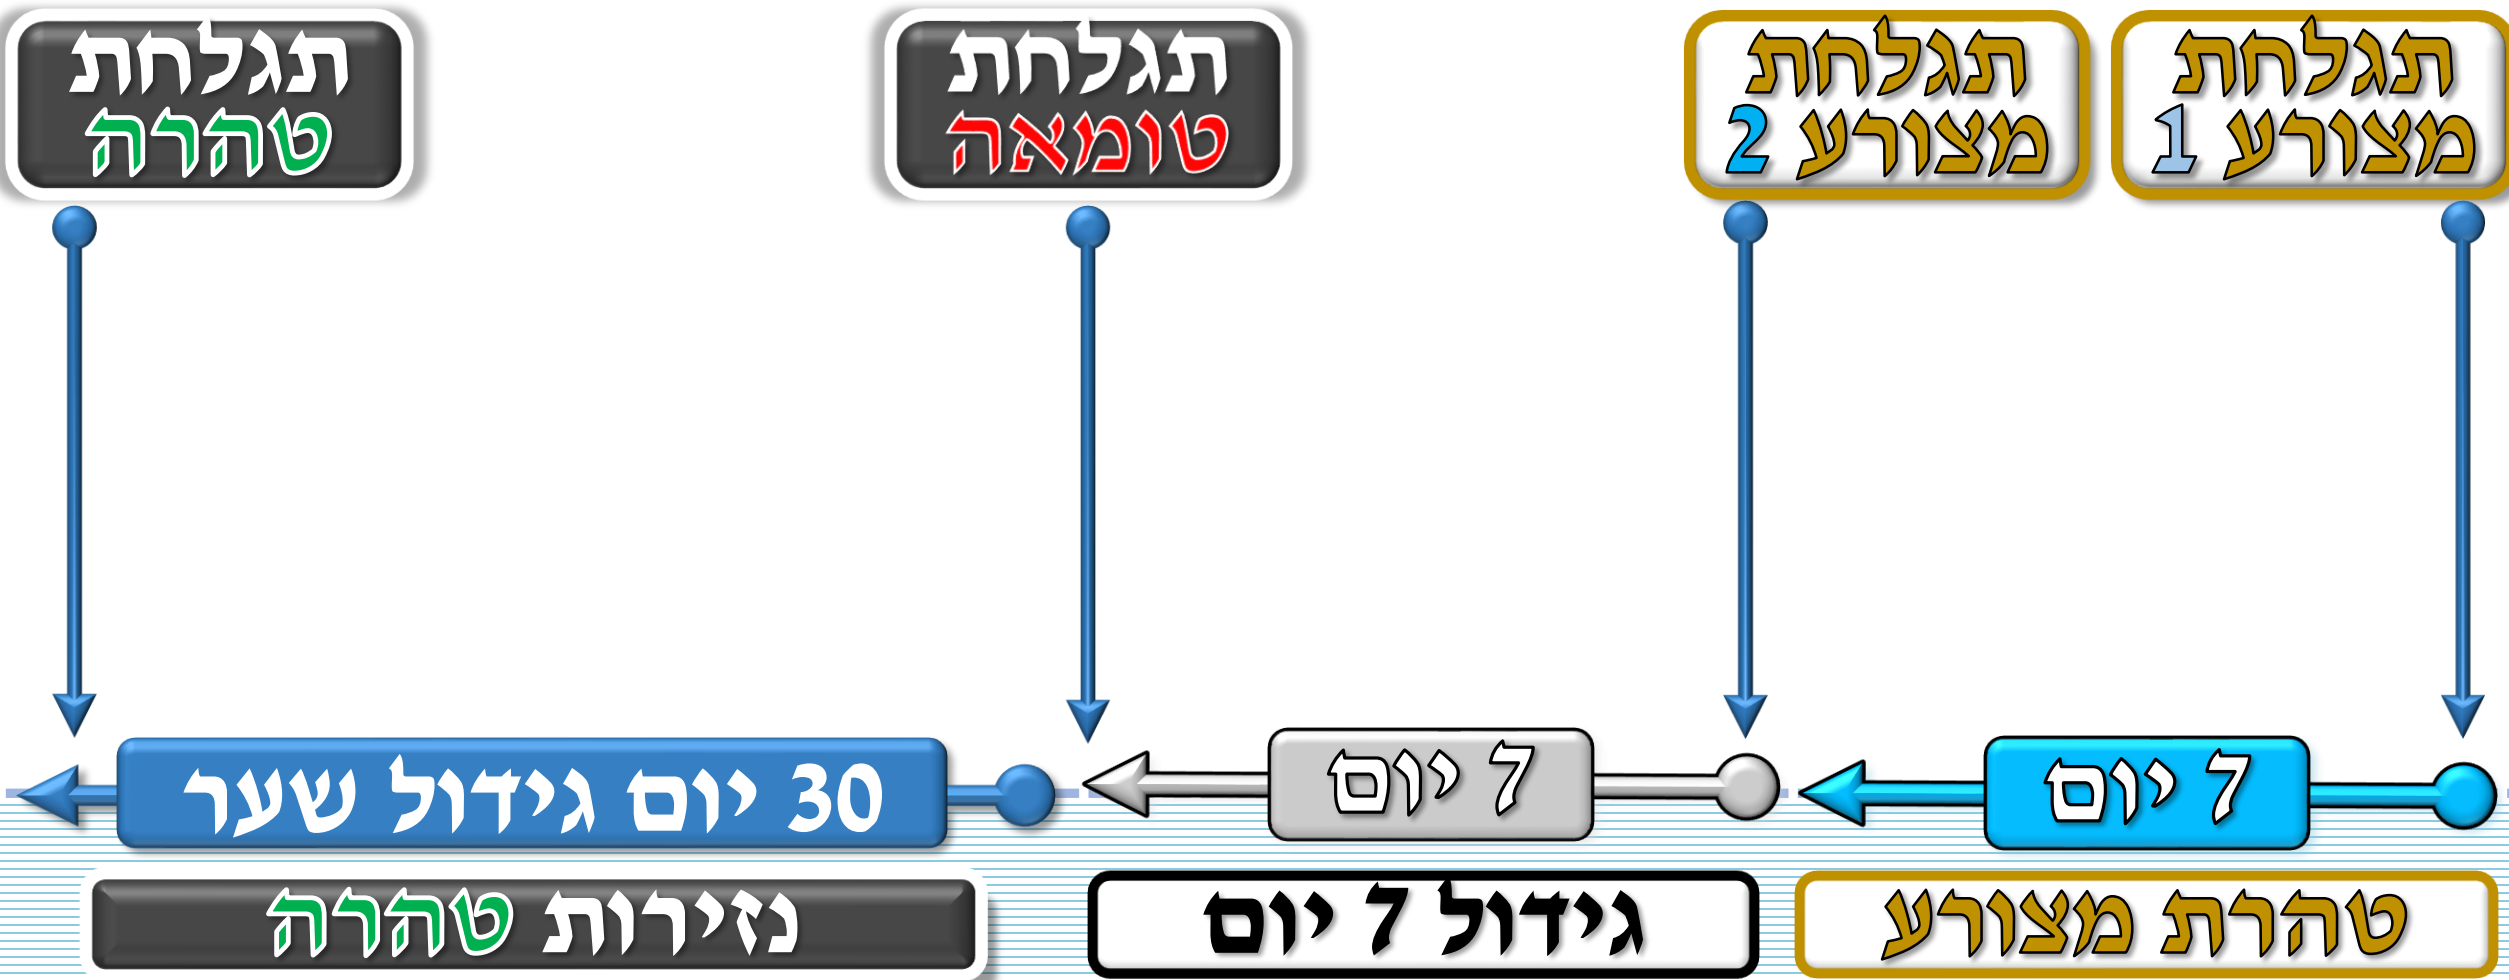 תגלחת
מצורע 1
תגלחת
מצורע 2
תגלחת
טומאה
תגלחת
טהרה
7 יום
7 יום
30 יום גידול שער
טהרת מצורע
גידול 7 יום
נזירות טהרה